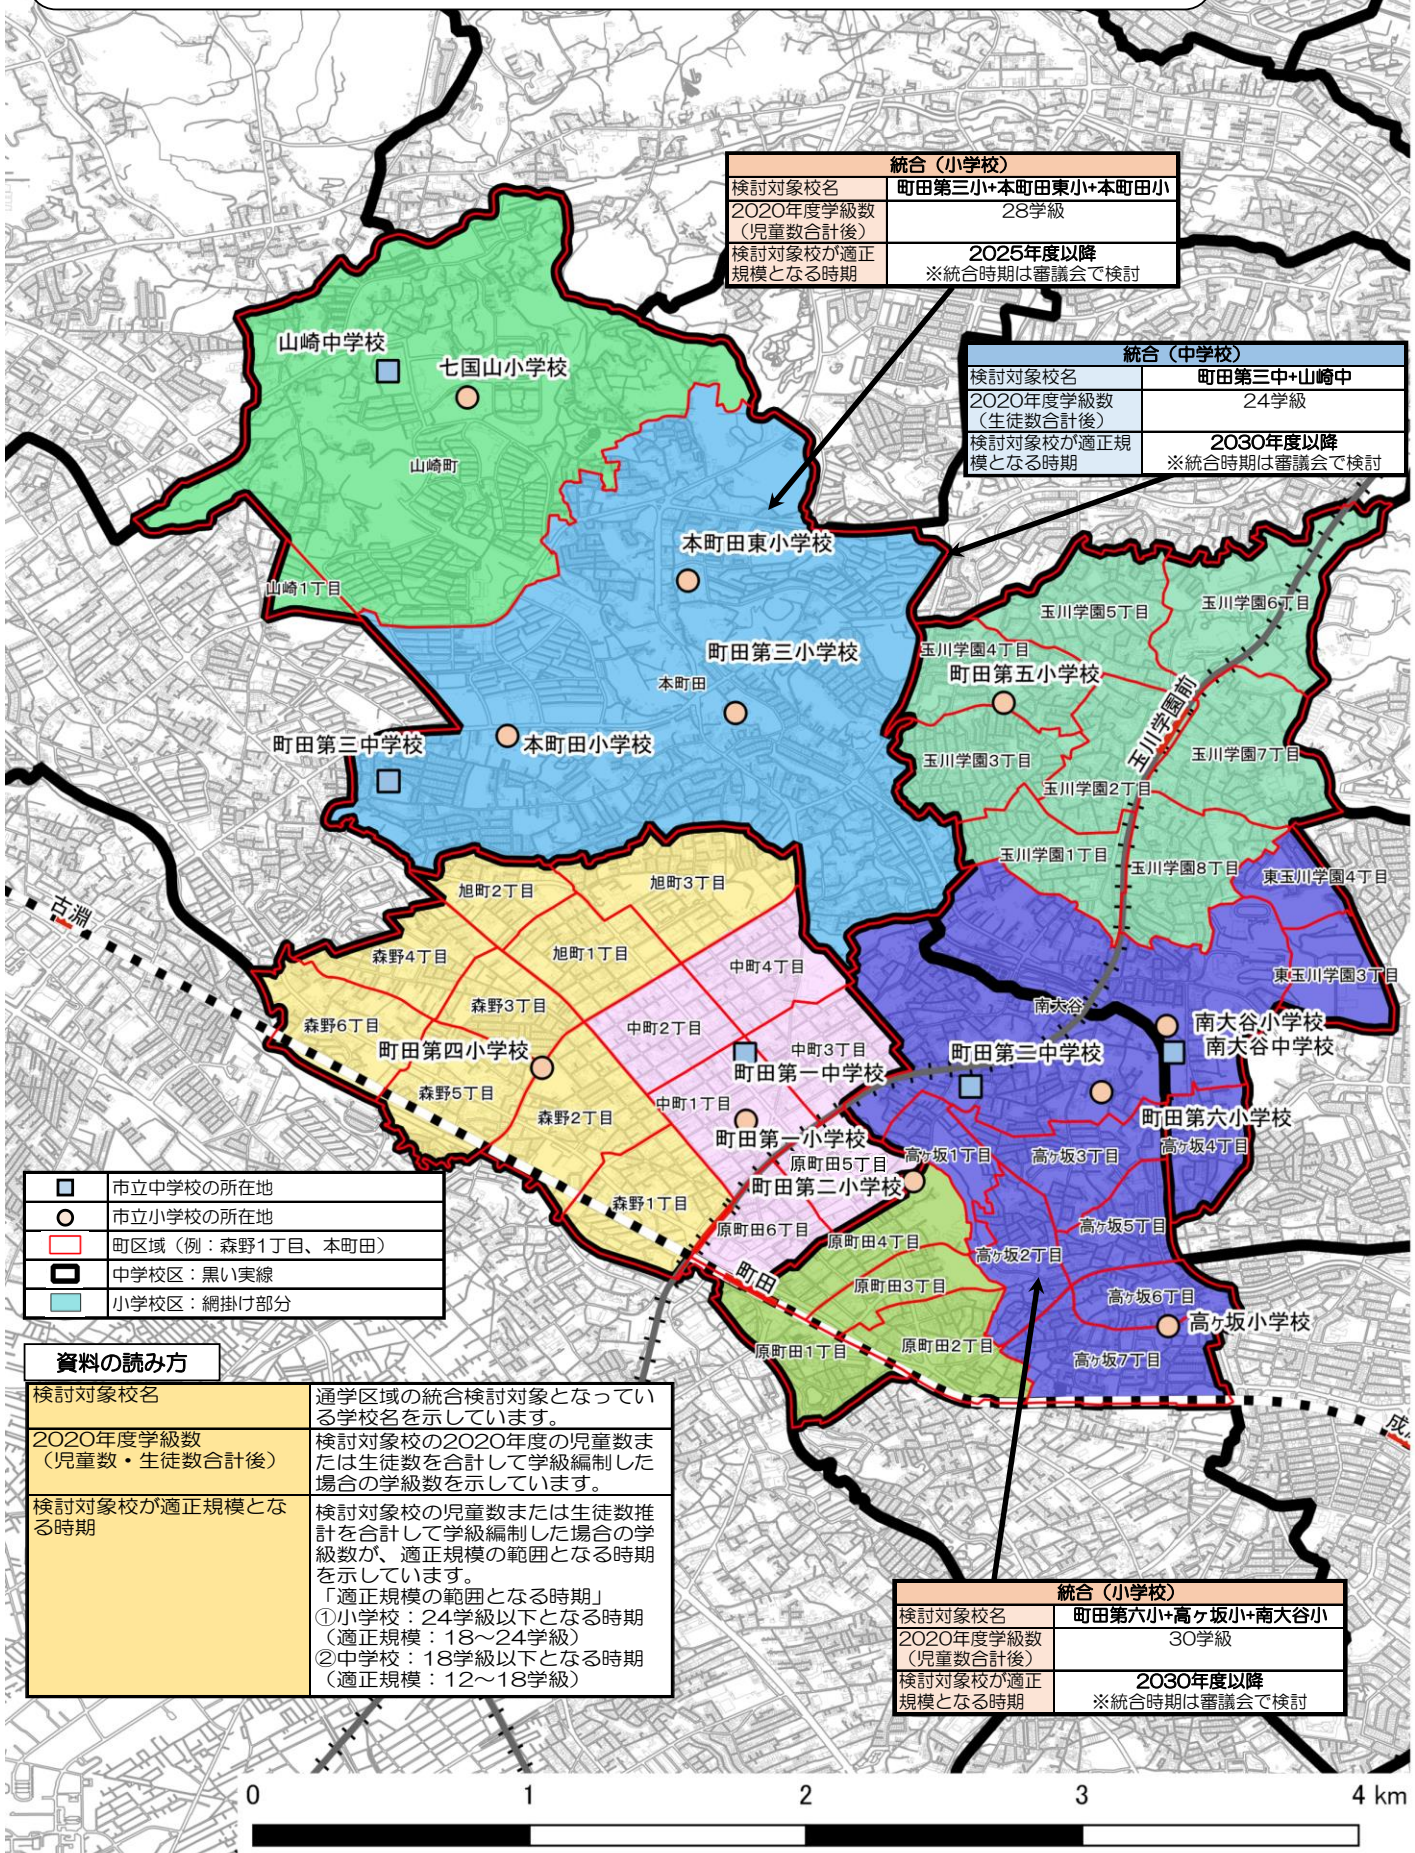 統合（小学校）
検討対象校名
町田第三小+本町田東小+本町田小
2020年度学級数
（児童数合計後）
28学級
検討対象校が適正
規模となる時期
2025年度以降
※統合時期は審議会で検討
統合（中学校）
検討対象校名
町田第三中+山崎中
2020年度学級数
（生徒数合計後）
24学級
検討対象校が適正規
模となる時期
2030年度以降
※統合時期は審議会で検討
山崎中学校
七国山小学校
山崎町
山崎1丁目
本町田東小学校
町田第三小学校
本町田
本町田小学校
町田第三中学校
玉川学園5丁目
玉川学園6丁目
玉川学園4丁目
町田第五小学校
玉川学園前
玉川学園3丁目
玉川学園7丁目
玉川学園2丁目
玉川学園1丁目
玉川学園8丁目
東玉川学園4丁目
東玉川学園3丁目
旭町2丁目
旭町3丁目
古淵
森野4丁目
旭町1丁目
中町4丁目
森野3丁目
森野6丁目
中町2丁目
中町3丁目
南大谷
南大谷小学校
南大谷中学校
町田第四小学校
町田第二中学校
町田第一中学校
森野5丁目
森野2丁目
中町1丁目
町田第六小学校
町田第一小学校
高ヶ坂1丁目
高ヶ坂3丁目
高ヶ坂4丁目
原町田5丁目
町田第二小学校
森野1丁目
原町田6丁目
原町田4丁目
高ヶ坂2丁目
高ヶ坂5丁目
町田
原町田3丁目
高ヶ坂6丁目
高ヶ坂小学校
原町田1丁目
原町田2丁目
高ヶ坂7丁目
市立中学校の所在地
市立小学校の所在地
町区域（例：森野1丁目、本町田）
中学校区：黒い実線
小学校区：網掛け部分
資料の読み方
検討対象校名
通学区域の統合検討対象となってい
る学校名を示しています。
2020年度学級数
（児童数・生徒数合計後）
検討対象校の2020年度の児童数ま
たは生徒数を合計して学級編制した
場合の学級数を示しています。
検討対象校が適正規模とな
る時期
検討対象校の児童数または生徒数推
計を合計して学級編制した場合の学
級数が、適正規模の範囲となる時期
を示しています。
「適正規模の範囲となる時期」
①小学校：24学級以下となる時期
（適正規模：18～24学級）
②中学校：18学級以下となる時期
（適正規模：12～18学級）
統合（小学校）
検討対象校名
町田第六小+高ヶ坂小+南大谷小
2020年度学級数
（児童数合計後）
30学級
検討対象校が適正
規模となる時期
2030年度以降
※統合時期は審議会で検討
0 1 2 3 4 km